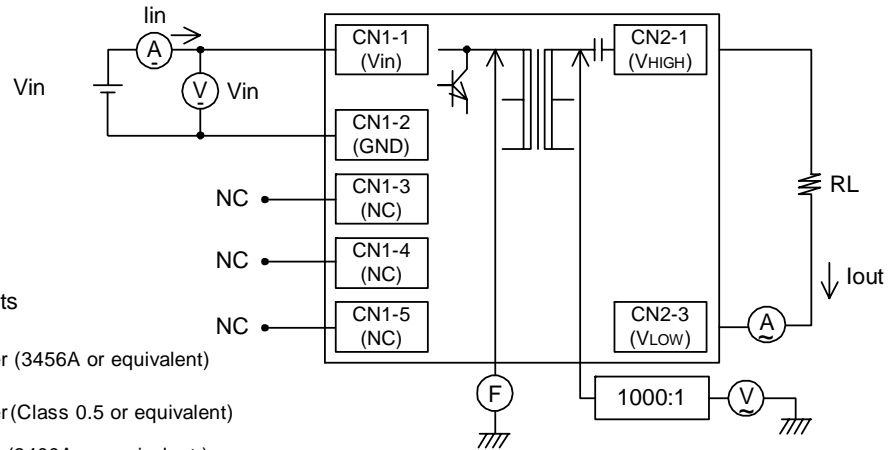 Iin
A
Vin
V
Vin
CN1-1
(Vin)
CN1-2
(GND)
NC
CN1-3
(NC)
NC
CN1-4
(NC)
NC
CN1-5
(NC)
CN2-1
(VHIGH)
RL
Iout
CN2-3
(VLOW)
A
F
1000:1
V
ts
er (3456A or equivalent)
er (Class 0.5 or equivalent)